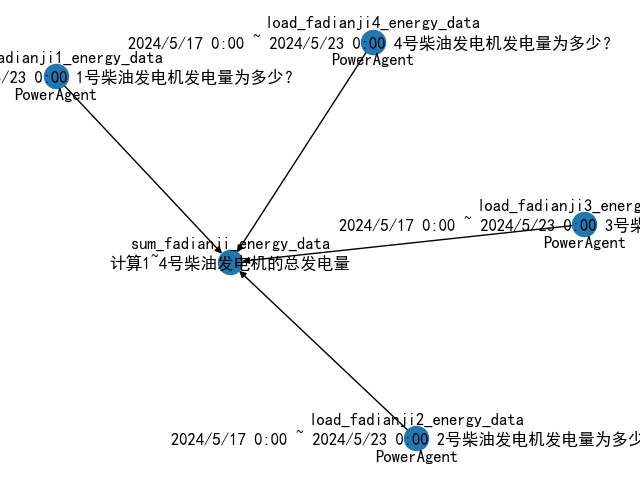 load_fadianji4_energy_data
2024/5/17 0:00 ~ 2024/5/23 0:00 4号柴油发电机发电量为多少?
PowerAgent
adianji1_energy_data
/23 0:00 1号柴油发电机发电量为多少?
PowerAgent
load_fadianji3_energ
2024/5/17 0:00 ~ 2024/5/23 0:00 3号柴
PowerAgent
sum_fadianji_energy_data
计算1~4号柴油发电机的总发电量
load_fadianji2_energy_data
2024/5/17 0:00 ~ 2024/5/23 0:00 2号柴油发电机发电量为多少
PowerAgent